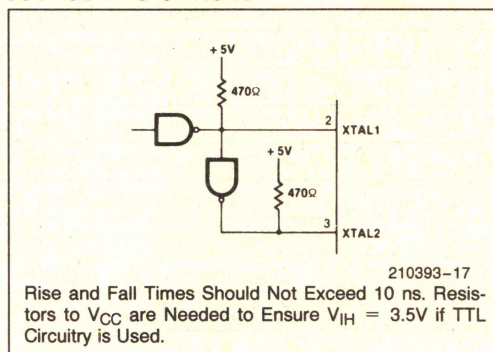 + 5V
470Ω
2
XTAL1
+ 5V
470Ω
3
XTAL2
210393–17
Rise and Fall Times Should Not Exceed 10 ns. Resis-
tors to VCC are Needed to Ensure VIH = 3.5V if TTL
Circuitry is Used.